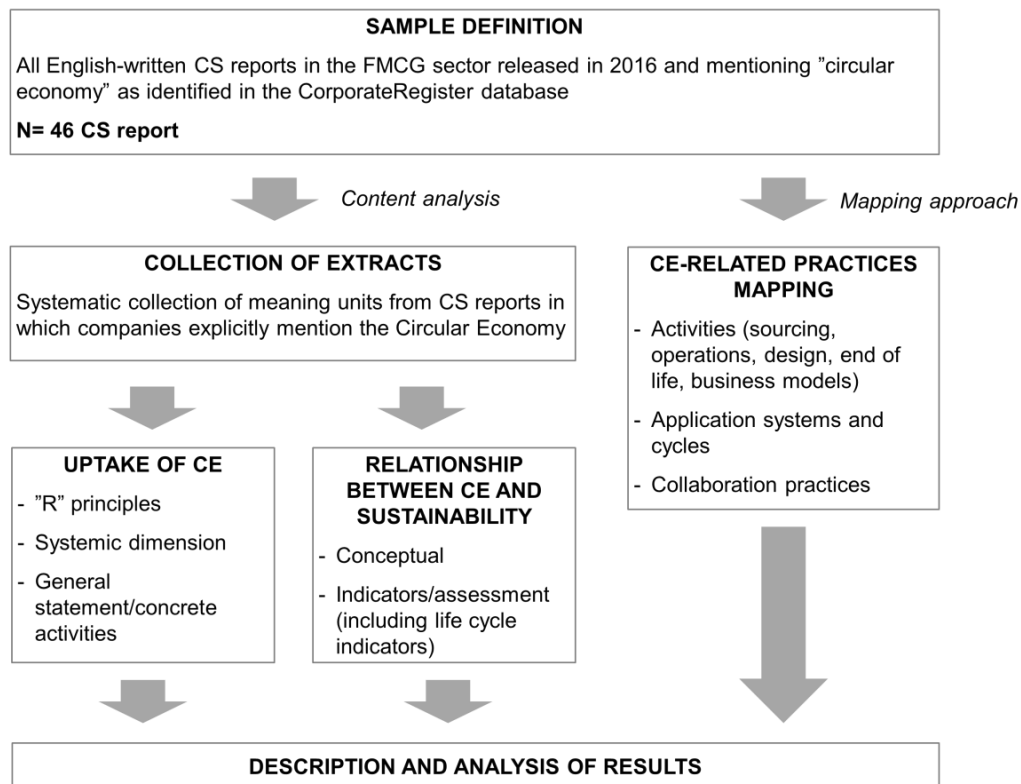 SAMPLE DEFINITION
All English-written CS reports in the FMCG sector released in 2016 and mentioning ”circular
economy” as identified in the CorporateRegister database
N= 46 CS report
Content analysis
Mapping approach
COLLECTION OF EXTRACTS
Systematic collection of meaning units from CS reports in
which companies explicitly mention the Circular Economy
CE-RELATED PRACTICES
MAPPING
- Activities (sourcing,
operations, design, end of
life, business models)
- Application systems and
cycles
- Collaboration practices
UPTAKE OF CE
- ”R” principles
- Systemic dimension
- General
statement/concrete
activities
RELATIONSHIP
BETWEEN CE AND
SUSTAINABILITY
- Conceptual
- Indicators/assessment
(including life cycle
indicators)
DESCRIPTION AND ANALYSIS OF RESULTS